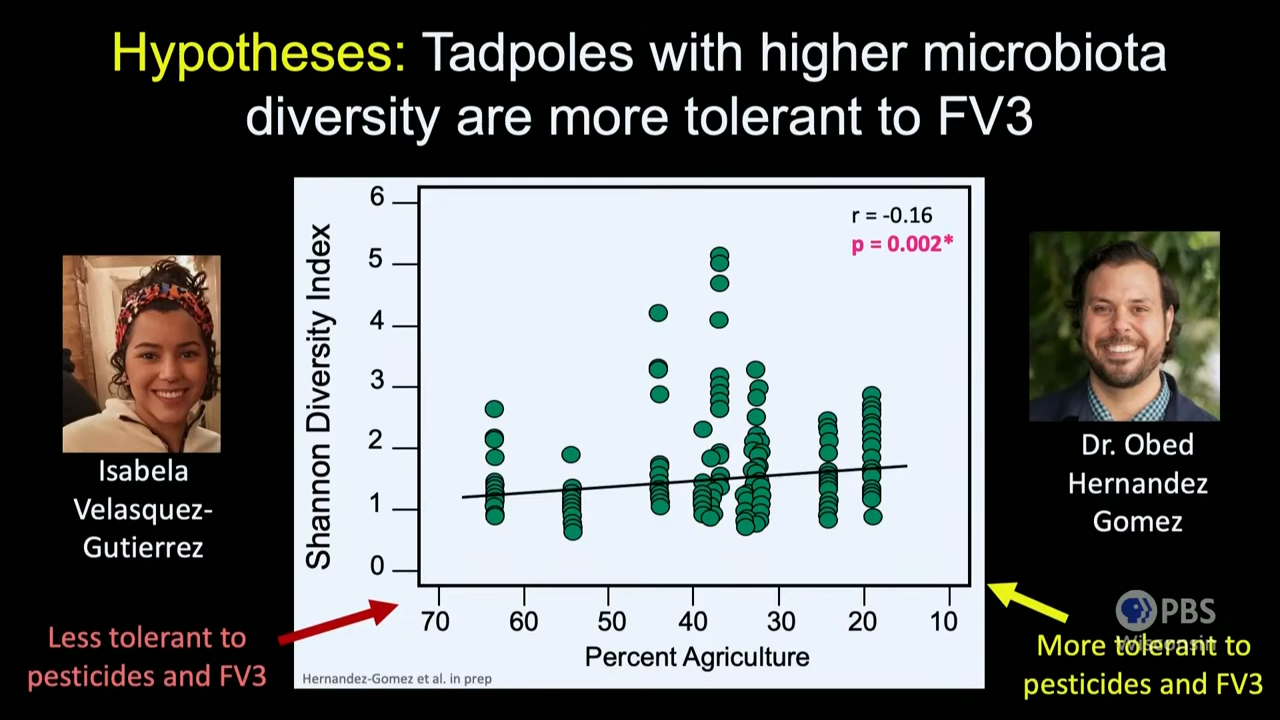 Hypotheses: Tadpoles with higher microbiota
diversity are more tolerant to FV3
Shannon Diversity Index
6
5
4
3
2
1
0
r = -0.16
p = 0.002*
70 60 50 40 30 20 10
Percent Agriculture
Hernandez-Gomez et al. in prep
Isabela
Velasquez-
Gutierrez
Less tolerant to
pesticides and FV3
Dr. Obed
Hernandez
Gomez
PBS
Wisconsin
More tolerant to
pesticides and FV3